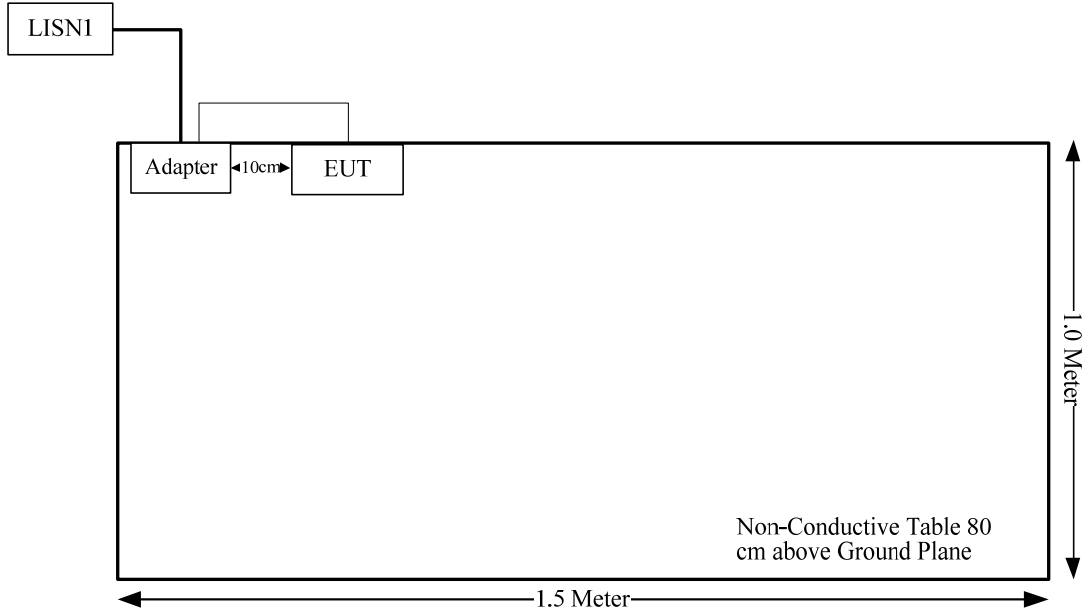 LISN1
Adapter
10cm
EUT
1.0 Meter
Non-Conductive Table 80
cm above Ground Plane
1.5 Meter